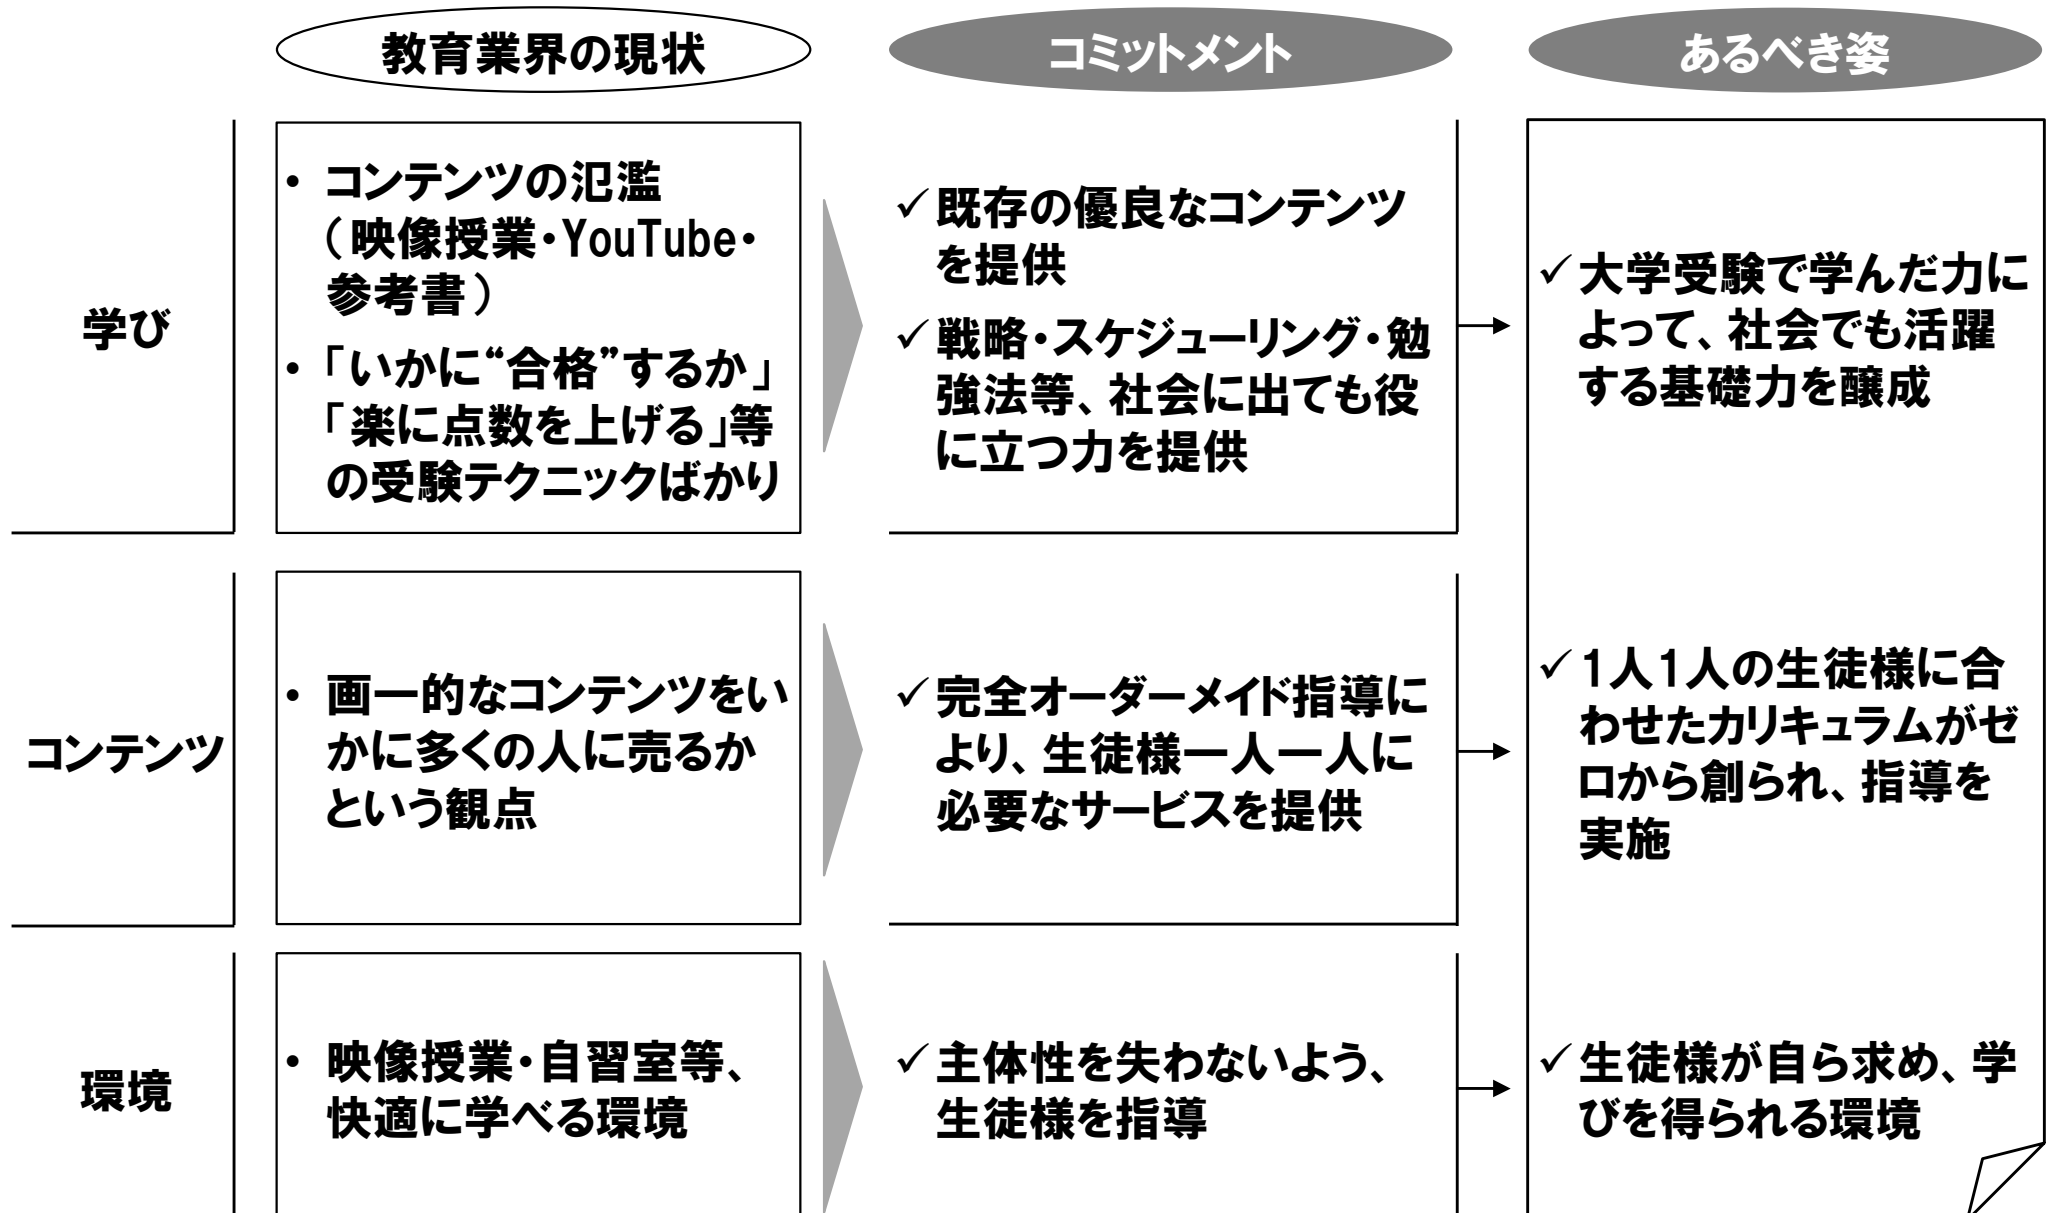 教育業界の現状
コミットメント
あるべき姿
学び
• コンテンツの氾濫
（映像授業・YouTube・
参考書）
• 「いかに“合格”するか」
「楽に点数を上げる」等
の受験テクニックばかり
✓既存の優良なコンテンツ
を提供
✓戦略・スケジューリング・勉
強法等、社会に出ても役
に立つ力を提供
✓大学受験で学んだ力に
よって、社会でも活躍
する基礎力を醸成
コンテンツ
• 画一的なコンテンツをい
かに多くの人に売るか
という観点
✓完全オーダーメイド指導に
より、生徒様一人一人に
必要なサービスを提供
✓1人1人の生徒様に合
わせたカリキュラムがゼ
ロから創られ、指導を
実施
環境
• 映像授業・自習室等、
快適に学べる環境
✓主体性を失わないよう、
生徒様を指導
✓生徒様が自ら求め、学
びを得られる環境